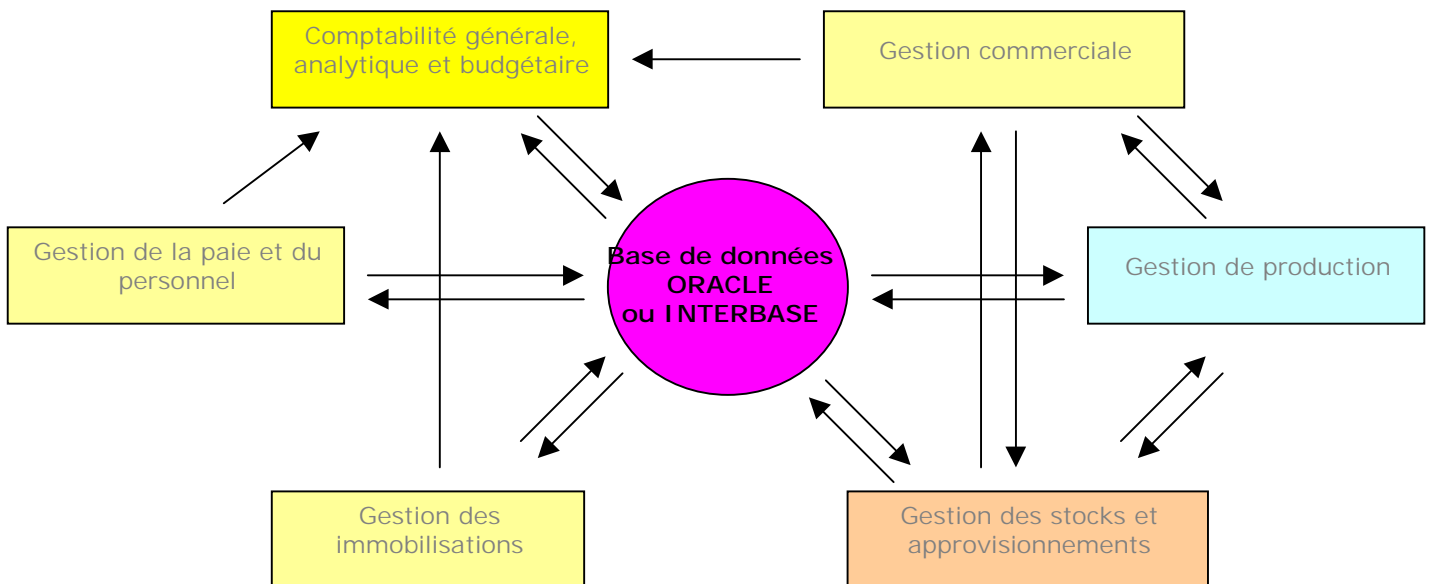 Comptabilité générale,
analytique et budgétaire
Gestion commerciale
Gestion de la paie et du
personnel
Base de données
ORACLE
ou INTERBASE
Gestion de production
Gestion des
immobilisations
Gestion des stocks et
approvisionnements